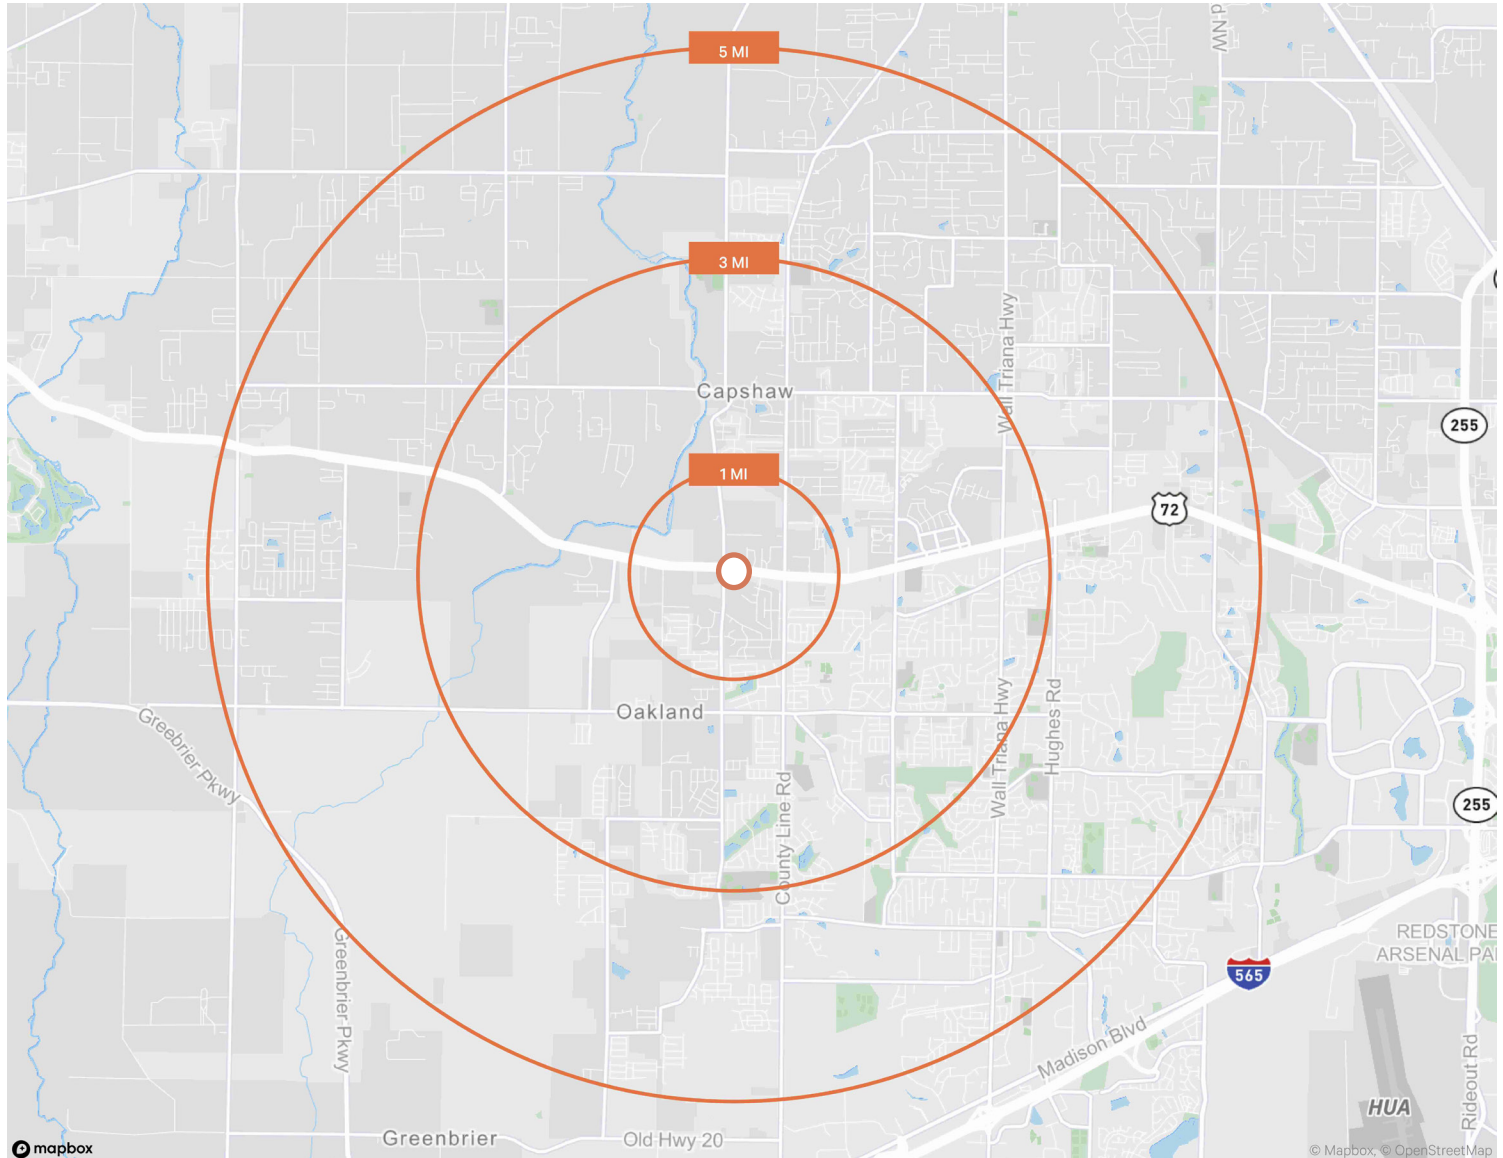 d NW
5 MI
3 MI
Wall Triana Hwy
Capshaw
255
1 MI
72
Oakland
Greebrier Pkwy
Wall Triana Hwy
Hughes Rd
County Line Rd
255
Greenbrier Pkwy
REDSTONE
ARSENAL PA
565
Madison Blvd
Rideout Rd
HUA
Greenbrier
Old Hwy 20
mapbox
© Mapbox, © OpenStreetMap